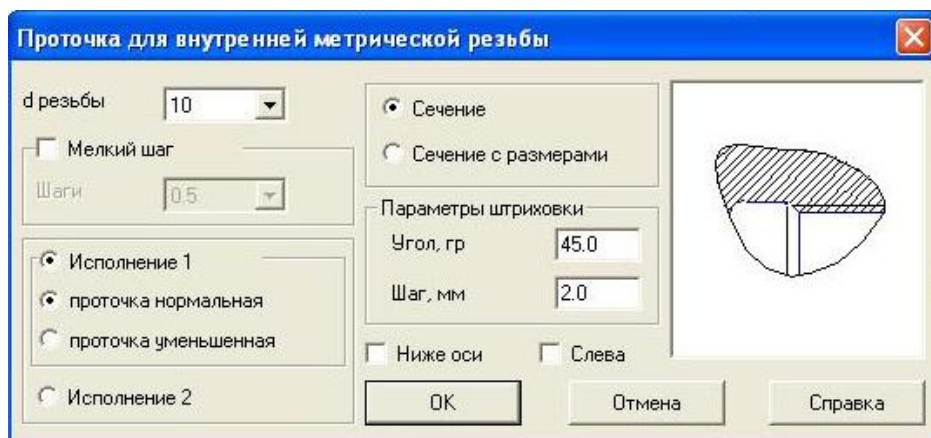 Проточка для внутренней метрической резьбы
d резьбы 10
Мелкий шаг
Шаги 0.5
Исполнение 1
проточка нормальная
проточка уменьшенная
Исполнение 2
Сечение
Сечение с размерами
Параметры штриховки
Угол, гр 45.0
Шаг, мм 2.0
Ниже оси Слева
OK Отмена Справка